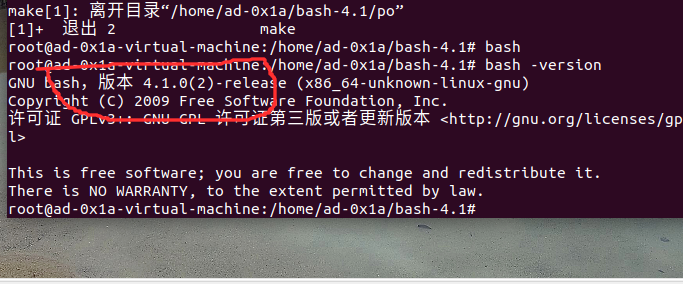 make[1]: 离开目录“/home/ad-0x1a/bash-4.1/po”
[1]+  退出 2                  make
root@ad-0x1a-virtual-machine:/home/ad-0x1a/bash-4.1# bash
root@ad-0x1a-virtual-machine:/home/ad-0x1a/bash-4.1# bash -version
GNU bash，版本 4.1.0(2)-release (x86_64-unknown-linux-gnu)
Copyright (C) 2009 Free Software Foundation, Inc.
许可证 GPLv3+: GNU GPL 许可证第三版或者更新版本 <http://gnu.org/licenses/gp
l>
This is free software; you are free to change and redistribute it.
There is NO WARRANTY, to the extent permitted by law.
root@ad-0x1a-virtual-machine:/home/ad-0x1a/bash-4.1#